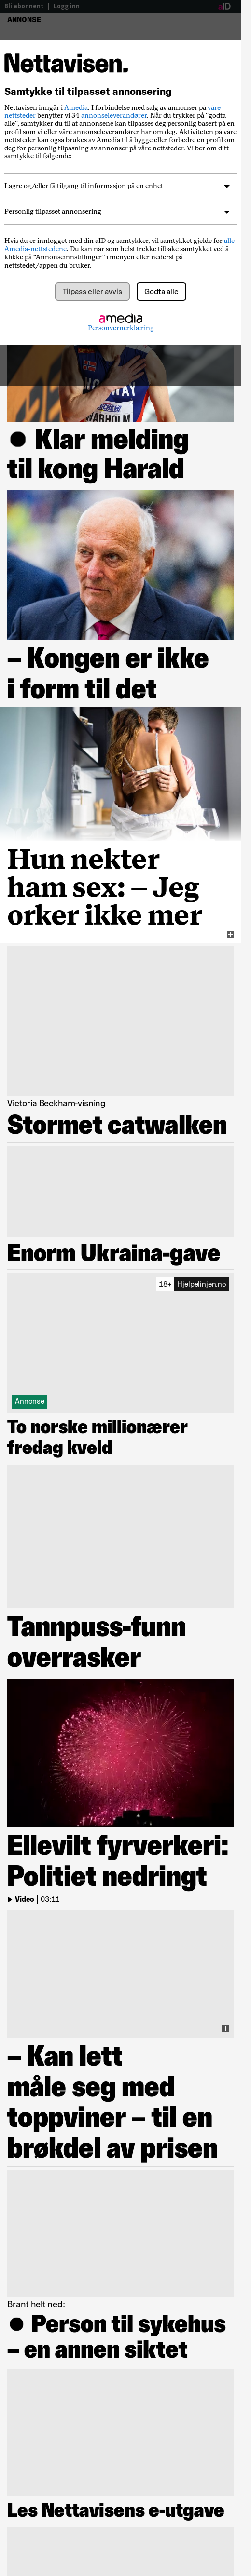 Bli abonnent | Logg inn
aID
ANNONSE
Nettavisen.
Samtykke til tilpasset annonsering
Nettavisen inngår i Amedia. I forbindelse med salg av annonser på våre
nettsteder benytter vi 34 annonseleverandører. Når du trykker på "godta
alle", samtykker du til at annonsene kan tilpasses deg personlig basert på en
profil som vi eller våre annonseleverandører har om deg. Aktivitetene på våre
nettsteder kan også brukes av Amedia til å bygge eller forbedre en profil om
deg for personlig tilpasning av annonser på våre nettsteder. Vi ber om ditt
samtykke til følgende:
Lagre og/eller få tilgang til informasjon på en enhet
Personlig tilpasset annonsering
Hvis du er innlogget med din aID og samtykker, vil samtykket gjelde for alle
Amedia-nettstedene. Du kan når som helst trekke tilbake samtykket ved å
klikke på “Annonseinnstillinger” i menyen eller nederst på
nettstedet/appen du bruker.
Tilpass eller avvis
Godta alle
amedia
Personvernerklæring
NORWAY
Klar melding
til kong Harald
– Kongen er ikke
i form til det
Hun nekter
ham sex: – Jeg
orker ikke mer
Victoria Beckham-visning
Stormet catwalken
Enorm Ukraina-gave
18+ Hjelpelinjen.no
Annonse
To norske millionærer
fredag kveld
Tannpuss-funn
overrasker
Ellevilt fyrverkeri:
Politiet nedringt
Video | 03:11
– Kan lett
måle seg med
toppviner – til en
brøkdel av prisen
Brant helt ned:
Person til sykehus
– en annen siktet
Les Nettavisens e-utgave